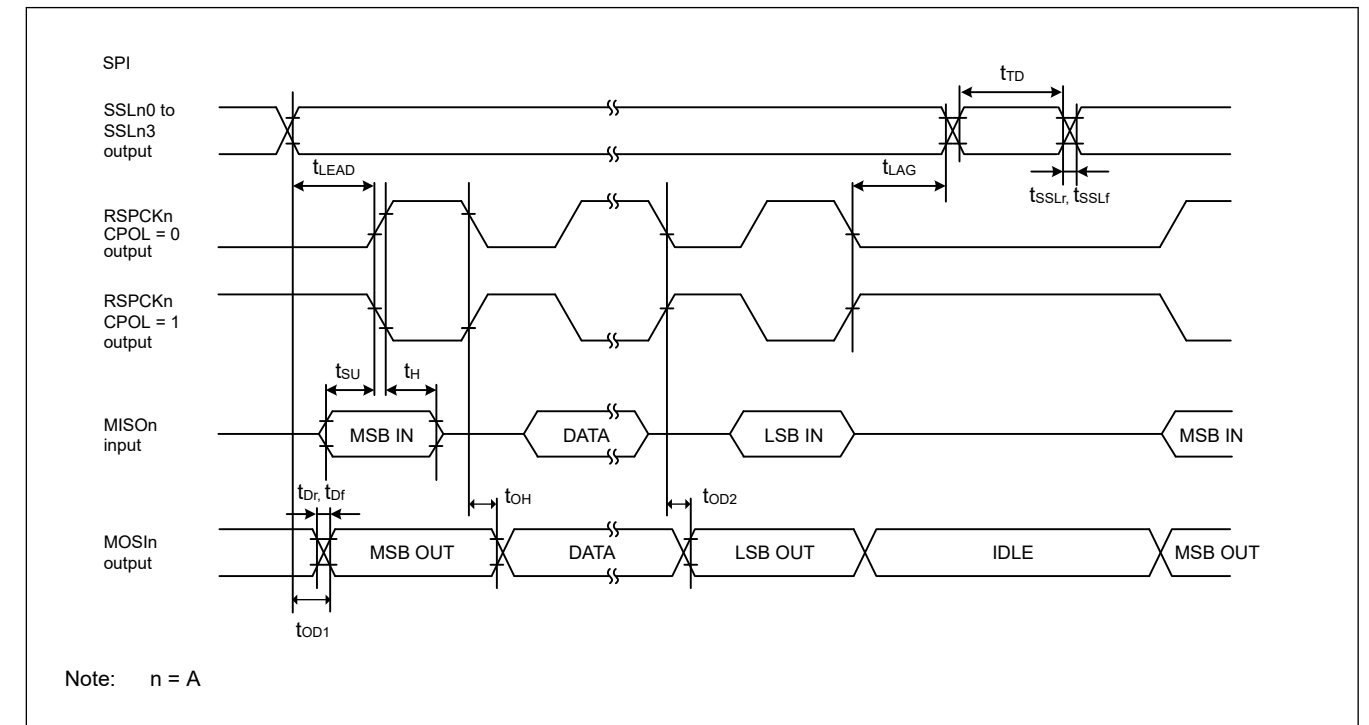 SPI
tTD
SSLn0 to
SSLn3
output
tLEAD
tLAG
tSSLr, tSSLf
RSPCKn
CPOL = 0
output
RSPCKn
CPOL = 1
output
tSU
tH
MISOn
input
MSB IN
DATA
LSB IN
MSB IN
tDr, tDf
tOH
tOD2
MOSIn
output
MSB OUT
DATA
LSB OUT
IDLE
MSB OUT
tOD1
Note: n = A